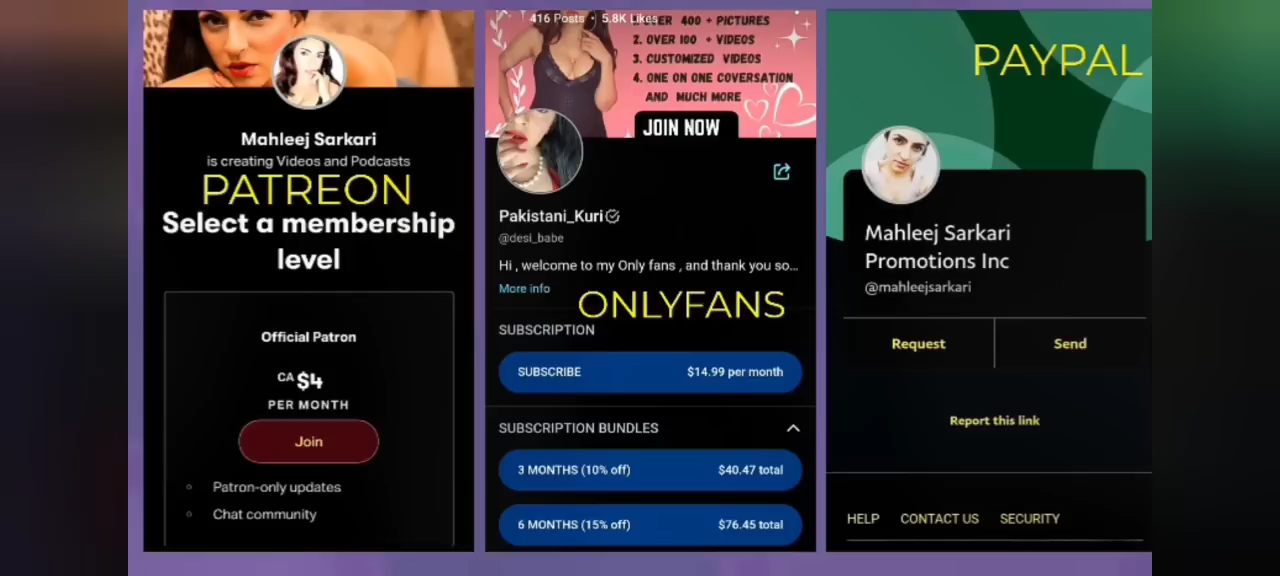 Mahleej Sarkari
is creating Videos and Podcasts
PATREON
Select a membership
level
Official Patron
CA $4
PER MONTH
Join
Patron-only updates
Chat community
416 Posts • 5.8K Likes
1. OVER 400 + PICTURES
2. OVER 100 + VIDEOS
3. CUSTOMIZED VIDEOS
4. ONE ON ONE COVERSATION
AND MUCH MORE
JOIN NOW
Pakistani_Kuri
@desi_babe
Hi , welcome to my Only fans , and thank you so...
More info
ONLYFANS
SUBSCRIPTION
SUBSCRIBE $14.99 per month
SUBSCRIPTION BUNDLES
3 MONTHS (10% off) $40.47 total
6 MONTHS (15% off) $76.45 total
PAYPAL
Mahleej Sarkari
Promotions Inc
@mahleejsarkari
Request Send
Report this link
HELP CONTACT US SECURITY